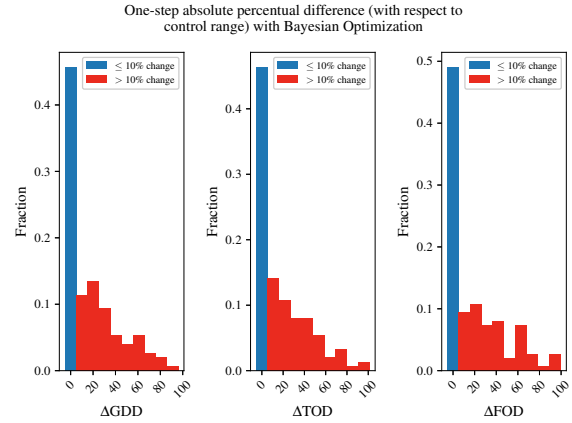 One-step absolute percentual difference (with respect to
control range) with Bayesian Optimization
≤ 10% change
> 10% change
0.4
0.3
0.2
0.1
0.0
Fraction
0 20 40 60 80 100
ΔGDD
≤ 10% change
> 10% change
0.4
0.3
0.2
0.1
0.0
Fraction
0 20 40 60 80 100
ΔTOD
≤ 10% change
> 10% change
0.5
0.4
0.3
0.2
0.1
0.0
Fraction
0 20 40 60 80 100
ΔFOD